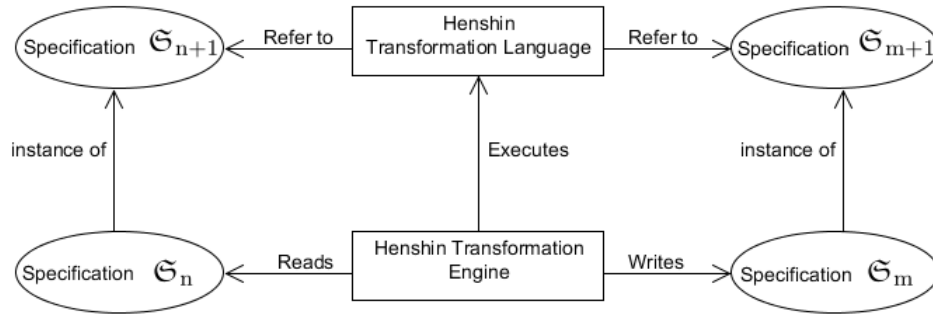 Henshin
Specification 𝔖n+1 Refer to Transformation Language Refer to Specification 𝔖m+1
instance of Executes instance of
Henshin Transformation
Specification 𝔖n Reads Engine Writes Specification 𝔖m